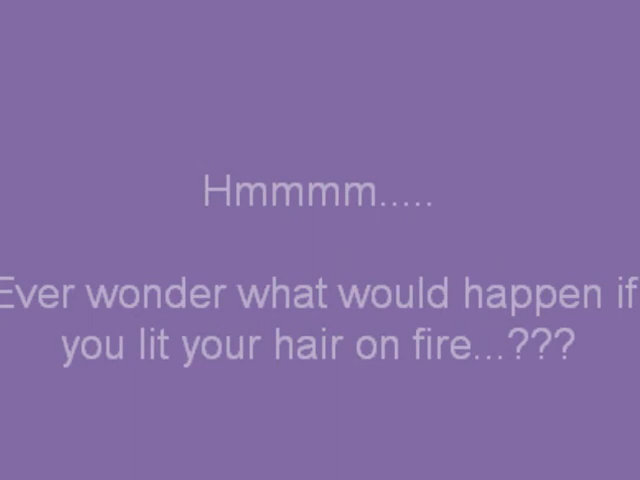 Hmmmm.....
Ever wonder what would happen if
you lit your hair on fire...???